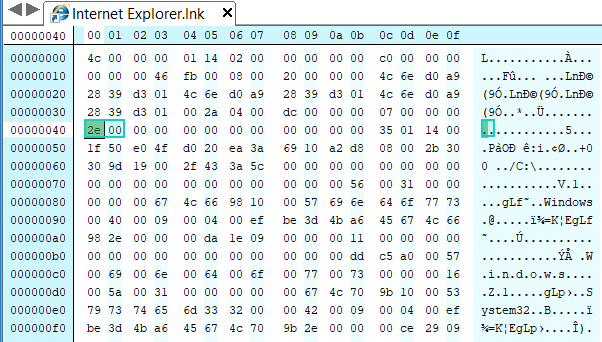 Internet Explorer.lnk
00000040 00 01 02 03 04 05 06 07 08 09 0a 0b 0c 0d 0e 0f
00000000 4c 00 00 00 01 14 02 00 00 00 00 00 c0 00 00 00 L...........À...
00000010 00 00 00 46 fb 00 08 00 20 00 00 00 4c 6e d0 a9 ...Fû... ...LnÐ©
00000020 28 39 d3 01 4c 6e d0 a9 28 39 d3 01 4c 6e d0 a9 (9Ó.LnÐ©(9Ó.LnÐ©
00000030 28 39 d3 01 00 2a 04 00 dc 00 00 00 07 00 00 00 (9Ó..*..Ü.......
00000040 2e 00 00 00 00 00 00 00 00 00 00 00 35 01 14 00 ............5...
00000050 1f 50 e0 4f d0 20 ea 3a 69 10 a2 d8 08 00 2b 30 .PàOÐ ê:i.¢Ø..+0
00000060 30 9d 19 00 2f 43 3a 5c 00 00 00 00 00 00 00 00 0 ../C:\........
00000070 00 00 00 00 00 00 00 00 00 00 00 56 00 31 00 00 ...........V.1..
00000080 00 00 00 67 4c 66 98 10 00 57 69 6e 64 6f 77 73 ...gLf˜..Windows
00000090 00 40 00 09 00 04 00 ef be 3d 4b a6 45 67 4c 66 .@.....ï¾=K¦EgLf
000000a0 98 2e 00 00 00 da 1e 09 00 00 00 11 00 00 00 00 ˜....Ú..........
000000b0 00 00 00 00 00 00 00 00 00 00 00 dd c5 a0 00 57 ...........ÝÅ .W
000000c0 00 69 00 6e 00 64 00 6f 00 77 00 73 00 00 00 16 .i.n.d.o.w.s....
000000d0 00 5a 00 31 00 00 00 00 00 67 4c 70 9b 10 00 53 .Z.1.....gLp›..S
000000e0 79 73 74 65 6d 33 32 00 00 42 00 09 00 04 00 ef ystem32..B.....ï
000000f0 be 3d 4b a6 45 67 4c 70 9b 2e 00 00 00 ce 29 09 ¾=K¦EgLp›....Î).